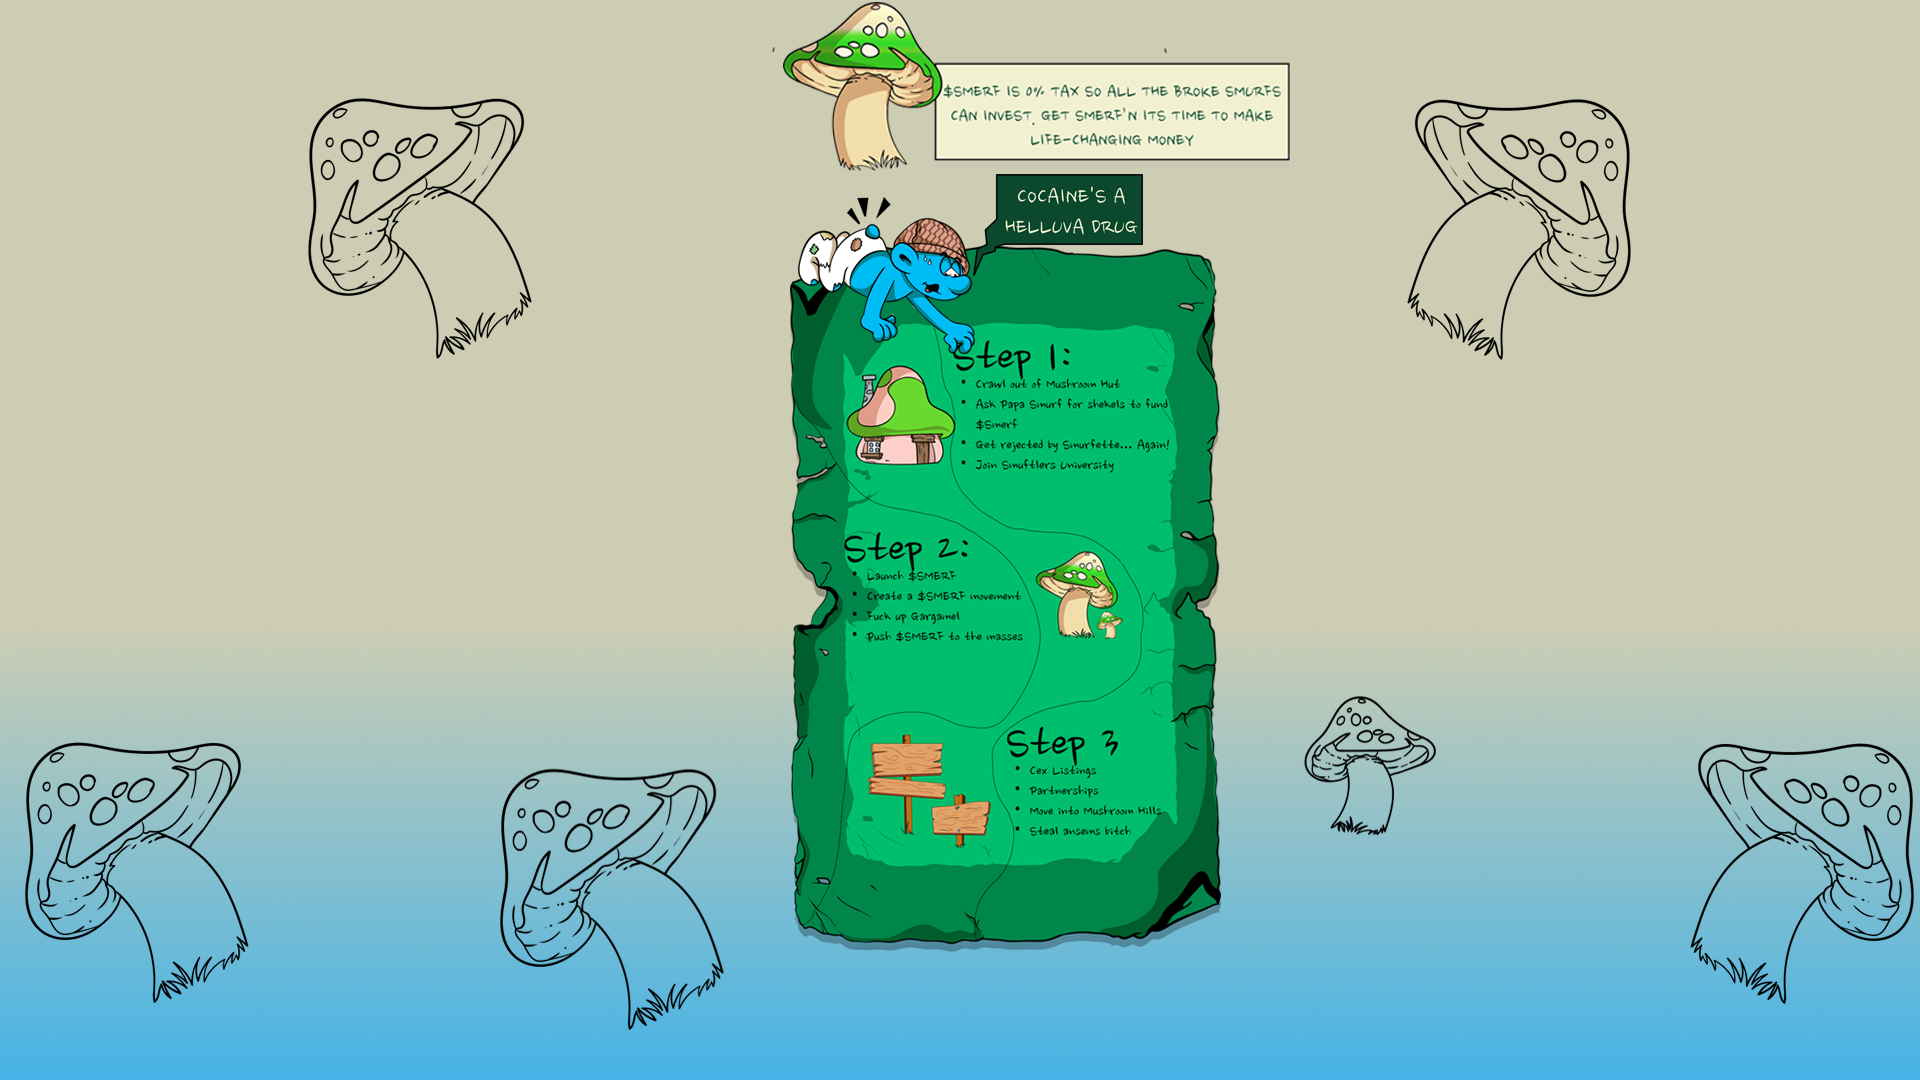 $SMERF IS 0% TAX SO ALL THE BROKE SMURFS
CAN INVEST. GET SMERF'N ITS TIME TO MAKE
LIFE-CHANGING MONEY
COCAINE'S A
HELLUVA DRUG
Step 1:
• Crawl out of Mushroom Hut
• Ask Papa Smurf for shekels to fund
$Smerf
• Get rejected by Smurfette... Again!
• Join Smuftlers University
Step 2:
• Launch $SMERF
• Create a $SMERF movement
• Fuck up Gargamel
• Push $SMERF to the masses
Step 3
• Cex Listings
• Partnerships
• Move into Mushroom Hills
• Steal ansems bitch